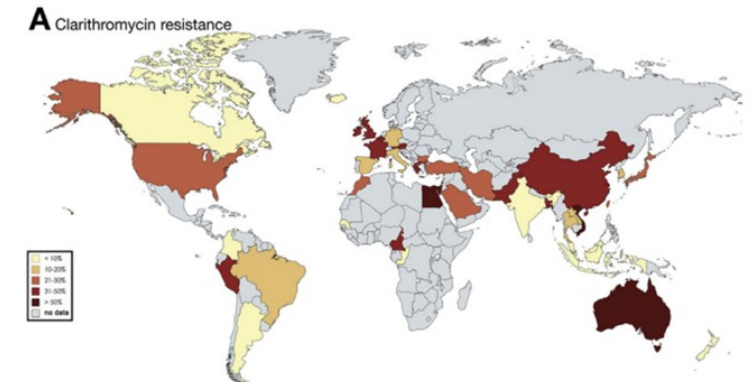 A Clarithromycin resistance
< 10%
10-20%
21-30%
31-50%
> 50%
no data